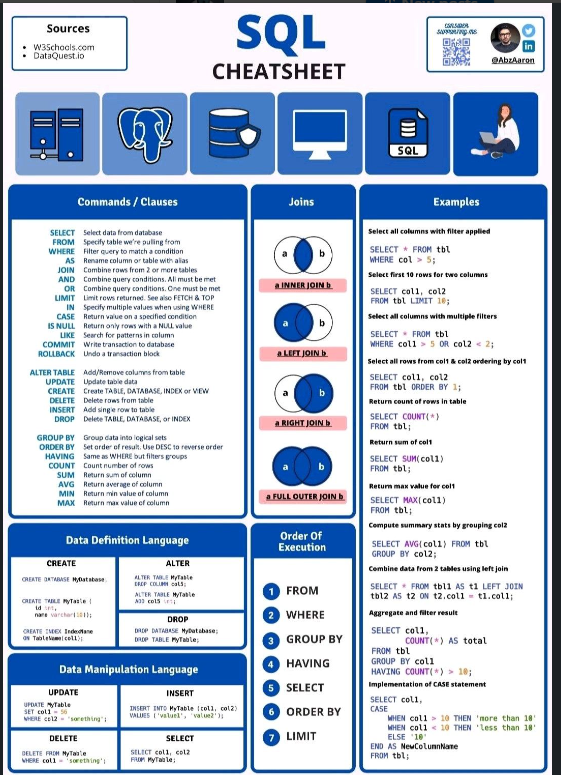 Sources
• W3Schools.com
• DataQuest.io
SQL
CHEATSHEET
CONSIDER
SUPPORTING ME
@AbzAaron
SQL
Commands / Clauses
SELECT Select data from database
FROM Specify table we're pulling from
WHERE Filter query to match a condition
AS Rename column or table with alias
JOIN Combine rows from 2 or more tables
AND Combine query conditions. All must be met
OR Combine query conditions. One must be met
LIMIT Limit rows returned. See also FETCH & TOP
IN Specify multiple values when using WHERE
CASE Return value on a specified condition
IS NULL Return only rows with a NULL value
LIKE Search for patterns in column
COMMIT Write transaction to database
ROLLBACK Undo a transaction block
ALTER TABLE Add/Remove columns from table
UPDATE Update table data
CREATE Create TABLE, DATABASE, INDEX or VIEW
DELETE Delete rows from table
INSERT Add single row to table
DROP Delete TABLE, DATABASE, or INDEX
GROUP BY Group data into logical sets
ORDER BY Set order of result. Use DESC to reverse order
HAVING Same as WHERE but filters groups
COUNT Count number of rows
SUM Return sum of column
AVG Return average of column
MIN Return min value of column
MAX Return max value of column
Joins
a b
a INNER JOIN b
a b
a LEFT JOIN b
a b
a RIGHT JOIN b
a b
a FULL OUTER JOIN b
Examples
Select all columns with filter applied
SELECT * FROM tbl
WHERE col > 5;
Select first 10 rows for two columns
SELECT col1, col2
FROM tbl LIMIT 10;
Select all columns with multiple filters
SELECT * FROM tbl
WHERE col1 > 5 OR col2 < 2;
Select all rows from col1 & col2 ordering by col1
SELECT col1, col2
FROM tbl ORDER BY 1;
Return count of rows in table
SELECT COUNT(*)
FROM tbl;
Return sum of col1
SELECT SUM(col1)
FROM tbl;
Return max value for col1
SELECT MAX(col1)
FROM tbl;
Compute summary stats by grouping col2
SELECT AVG(col1) FROM tbl
GROUP BY col2;
Combine data from 2 tables using left join
SELECT * FROM tbl1 AS t1 LEFT JOIN
tbl2 AS t2 ON t2.col1 = t1.col1;
Aggregate and filter result
SELECT col1,
COUNT(*) AS total
FROM tbl
GROUP BY col1
HAVING COUNT(*) > 10;
Implementation of CASE statement
SELECT col1,
CASE
WHEN col1 > 10 THEN 'more than 10'
WHEN col1 < 10 THEN 'less than 10'
ELSE '10'
END AS NewColumnName
FROM tbl;
Data Definition Language
CREATE
CREATE DATABASE MyDatabase;
CREATE TABLE MyTable (
id int,
name varchar(10));
CREATE INDEX IndexName
ON TableName(col1);
ALTER
ALTER TABLE MyTable
DROP COLUMN col5;
ALTER TABLE MyTable
ADD col5 int;
DROP
DROP DATABASE MyDatabase;
DROP TABLE MyTable;
Data Manipulation Language
UPDATE
UPDATE MyTable
SET col1 = 56
WHERE col2 = 'something';
INSERT
INSERT INTO MyTable (col1, col2)
VALUES ('value1', 'value2');
DELETE
DELETE FROM MyTable
WHERE col1 = 'something';
SELECT
SELECT col1, col2
FROM MyTable;
Order Of
Execution
1 FROM
2 WHERE
3 GROUP BY
4 HAVING
5 SELECT
6 ORDER BY
7 LIMIT